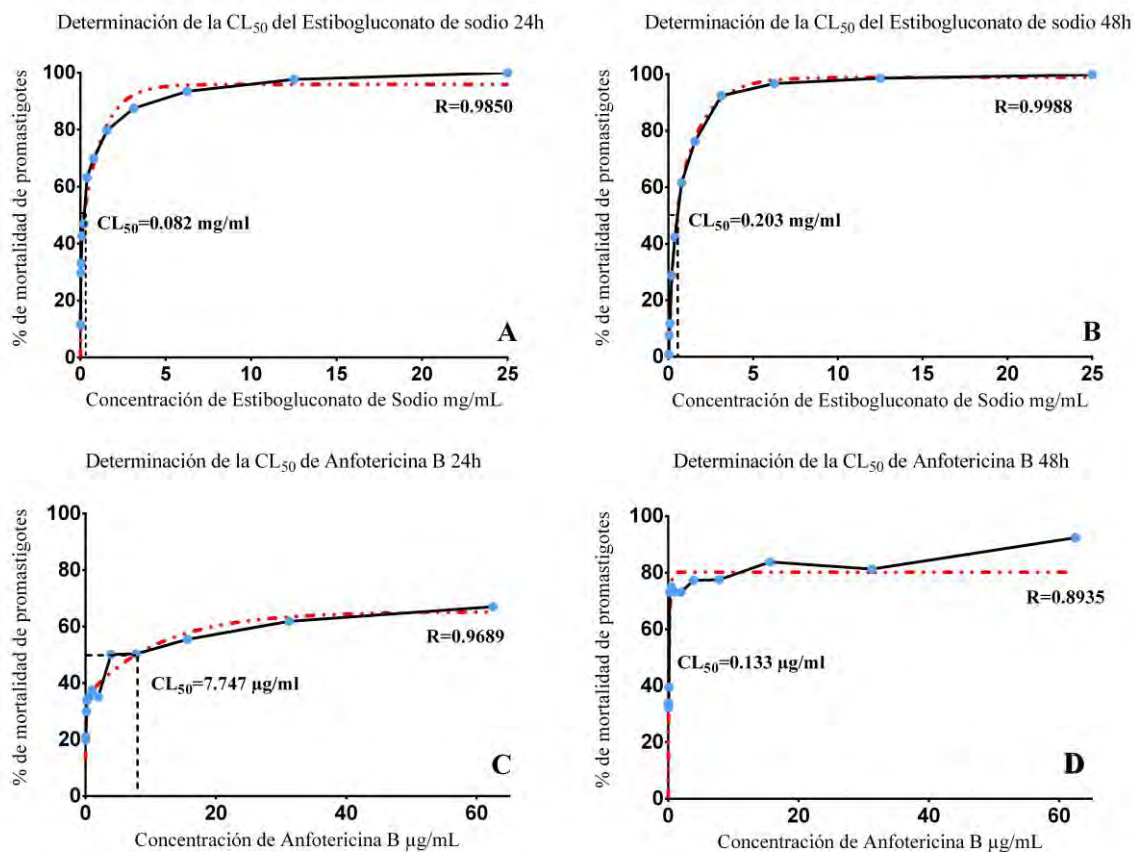 Determinación de la CL50 del Estibogluconato de sodio 24h
% de mortalidad de promastigotes
100
80
60
40
20
0
R=0.9850
CL50=0.082 mg/ml
A
0 5 10 15 20 25
Concentración de Estibogluconato de Sodio mg/mL
Determinación de la CL50 del Estibogluconato de sodio 48h
% de mortalidad de promastigotes
100
80
60
40
20
0
R=0.9988
CL50=0.203 mg/ml
B
0 5 10 15 20 25
Concentración de Estibogluconato de Sodio mg/mL
Determinación de la CL50 de Anfotericina B 24h
% de mortalidad de promastigotes
100
80
60
40
20
0
R=0.9689
CL50=7.747 µg/ml
C
0 20 40 60
Concentración de Anfotericina B µg/mL
Determinación de la CL50 de Anfotericina B 48h
% de mortalidad de promastigotes
100
80
60
40
20
0
R=0.8935
CL50=0.133 µg/ml
D
0 20 40 60
Concentración de Anfotericina B µg/mL